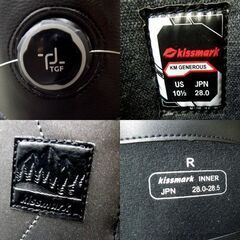 TGF
kissmark
KM GENEROUS
US JPN
10½ 28.0
kissmark
R
kissmark INNER
JPN 28.0-28.5